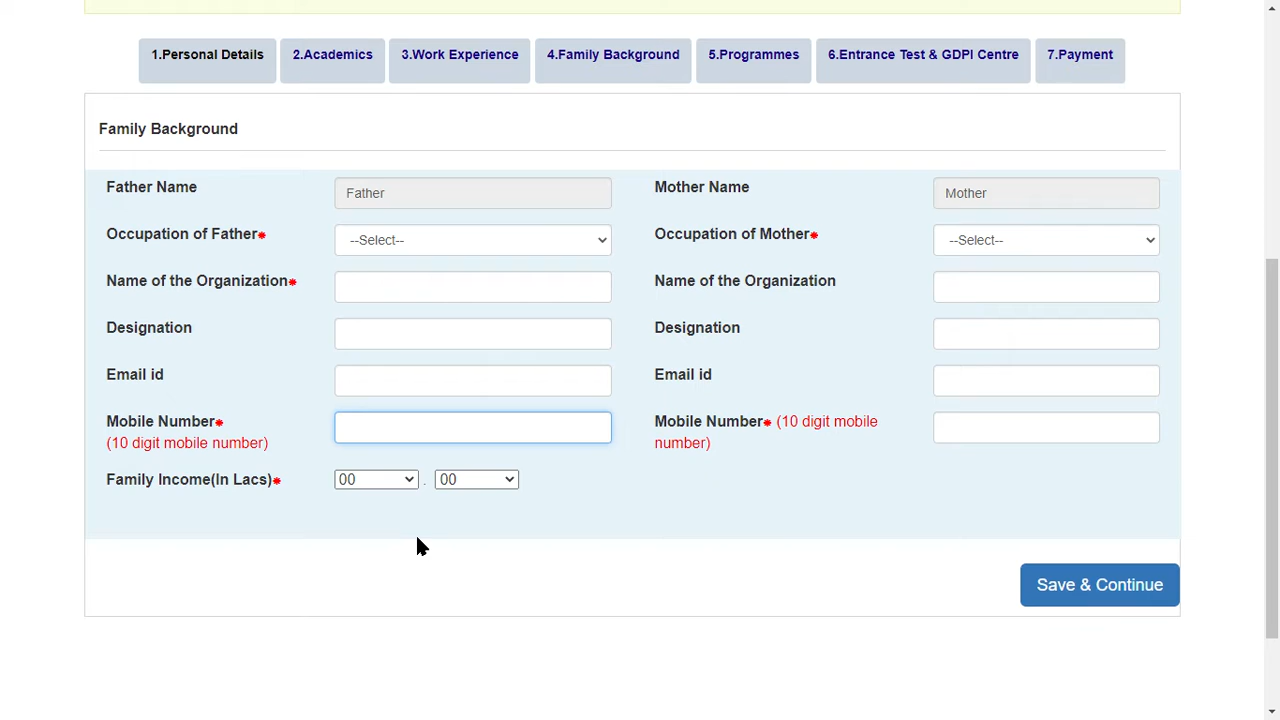 1.Personal Details 2.Academics 3.Work Experience 4.Family Background 5.Programmes 6.Entrance Test & GDPI Centre 7.Payment
Family Background
Father Name Father Mother Name Mother
Occupation of Father* --Select-- Occupation of Mother* --Select--
Name of the Organization* Name of the Organization
Designation Designation
Email id Email id
Mobile Number* Mobile Number* (10 digit mobile
(10 digit mobile number) number)
Family Income(In Lacs)* 00 . 00
Save & Continue